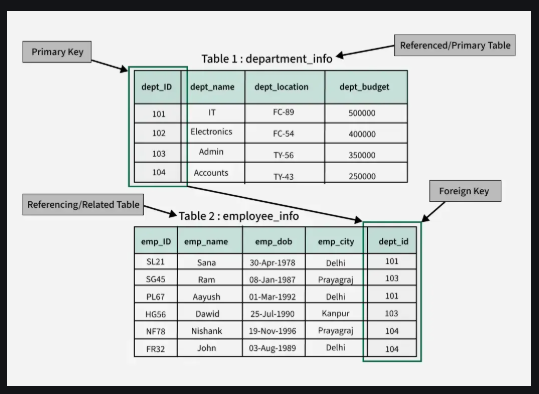 Primary Key
Referenced/Primary Table
Table 1 : department_info
dept_ID dept_name dept_location dept_budget
101 IT FC-89 500000
102 Electronics FC-54 400000
103 Admin TY-56 350000
104 Accounts TY-43 250000
Foreign Key
Referencing/Related Table
Table 2 : employee_info
emp_ID emp_name emp_dob emp_city dept_id
SL21 Sana 30-Apr-1978 Delhi 101
SG45 Ram 08-Jan-1987 Prayagraj 103
PL67 Aayush 01-Mar-1992 Delhi 101
HG56 Dawid 25-Jul-1990 Kanpur 103
NF78 Nishank 19-Nov-1996 Prayagraj 104
FR32 John 03-Aug-1989 Delhi 104